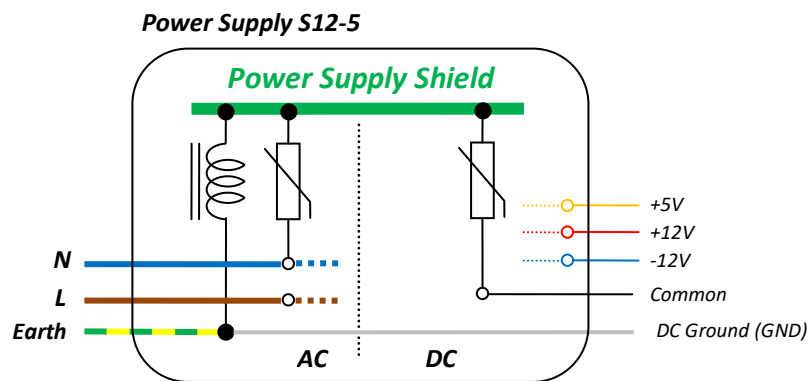 Power Supply S12-5
Power Supply Shield
+5V
+12V
-12V
N
L
Common
Earth
DC Ground (GND)
AC
DC